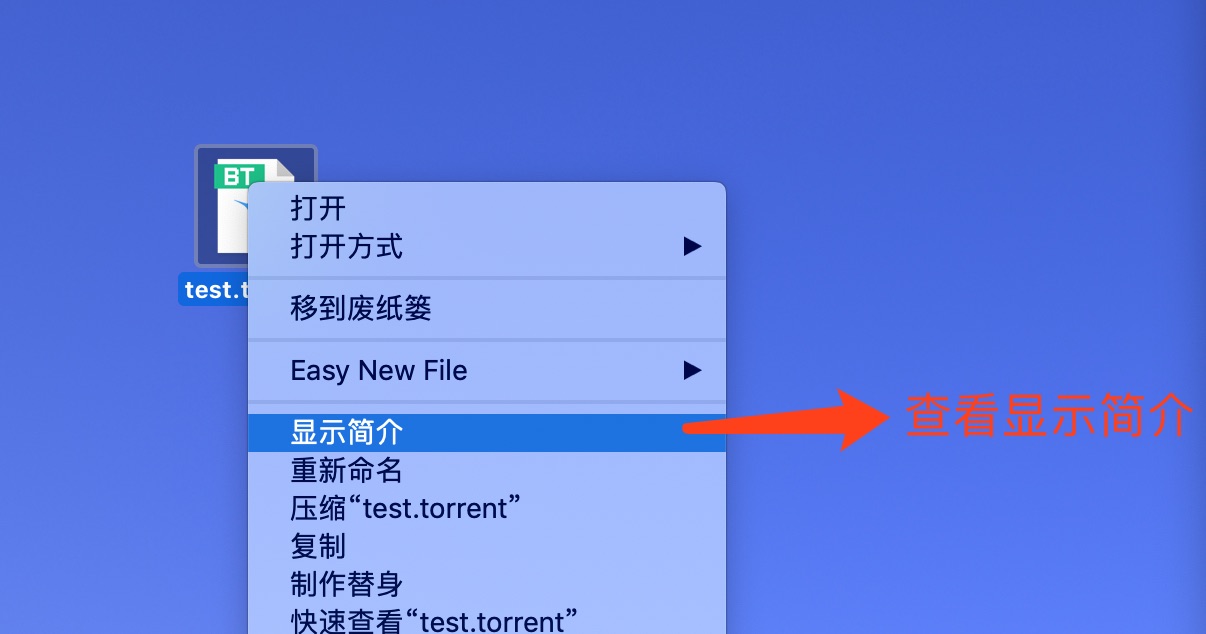 BT
test.t
打开
打开方式
移到废纸篓
Easy New File
显示简介
查看显示简介
重新命名
压缩“test.torrent”
复制
制作替身
快速查看“test.torrent”